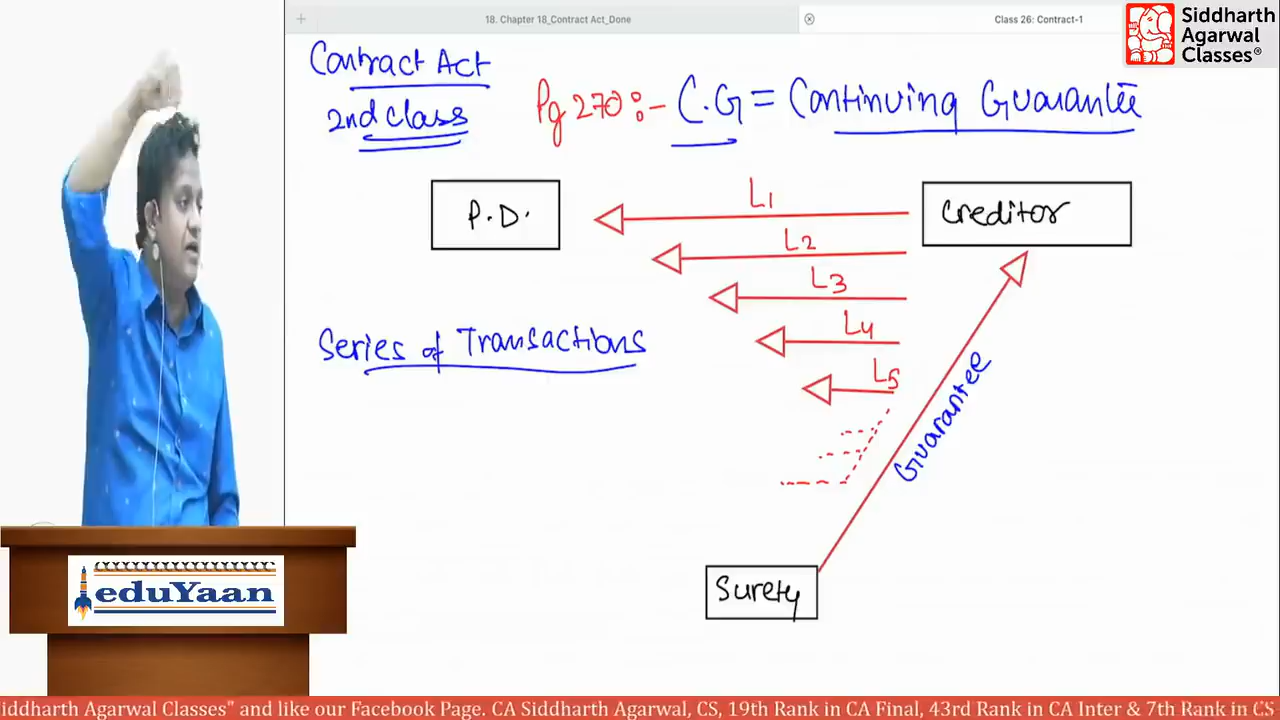 18. Chapter 18_Contract Act_Done
Class 26: Contract-1
Siddharth
Agarwal
Classes®
Contract Act
2nd Class
Pg 270 :- C.G = Continuing Guarantee
P.D.
L1
Creditor
L2
L3
L4
L5
Series of Transactions
Guarantee
Surety
eduYaan
iddharth Agarwal Classes" and like our Facebook Page. CA Siddharth Agarwal, CS, 19th Rank in CA Final, 43rd Rank in CA Inter & 7th Rank in CS